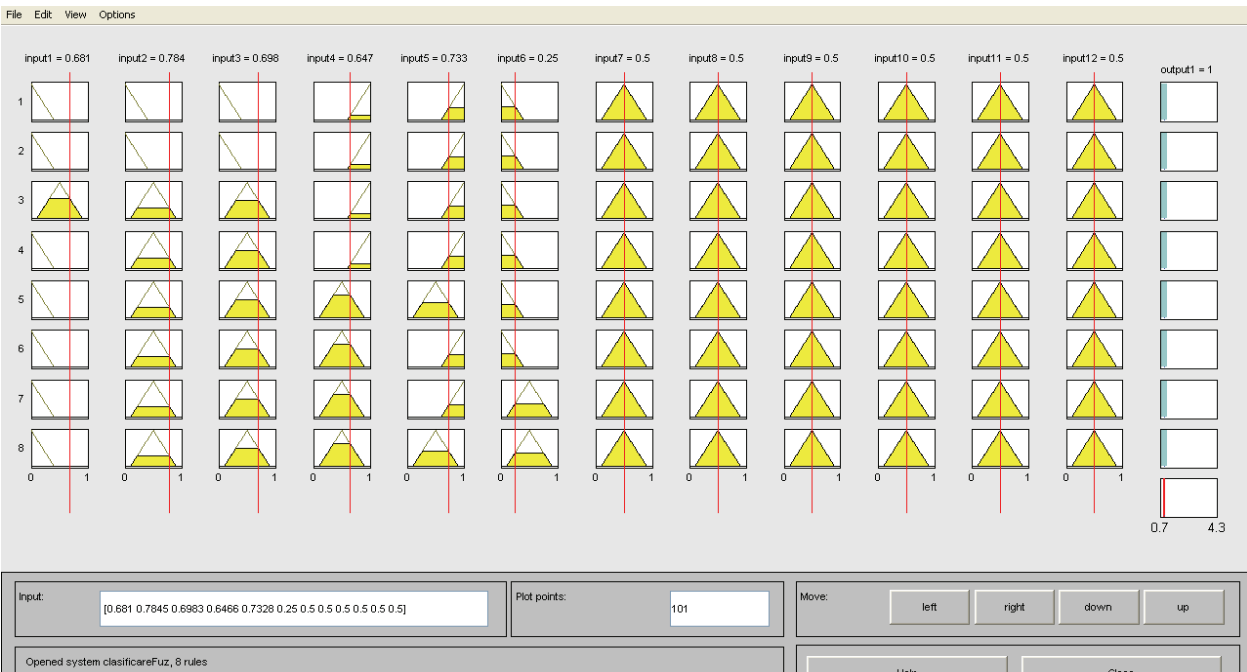 File Edit View Options
input1 = 0.681 input2 = 0.784 input3 = 0.698 input4 = 0.647 input5 = 0.733 input6 = 0.25 input7 = 0.5 input8 = 0.5 input9 = 0.5 input10 = 0.5 input11 = 0.5 input12 = 0.5 output1 = 1
1
2
3
4
5
6
7
8
0 1 0 1 0 1 0 1 0 1 0 1 0 1 0 1 0 1 0 1 0 1 0 1
0.7 4.3
Input: [0.681 0.7845 0.6983 0.6466 0.7328 0.25 0.5 0.5 0.5 0.5 0.5 0.5] Plot points: 101 Move: left right down up
Opened system clasificareFuz, 8 rules